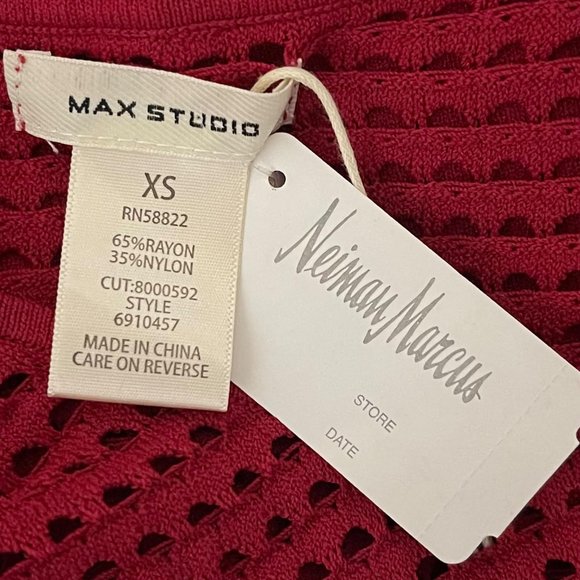 MAX STUDIO
XS
RN58822
65%RAYON
35%NYLON
CUT:8000592
STYLE
6910457
MADE IN CHINA
CARE ON REVERSE
Neiman Marcus
STORE
DATE